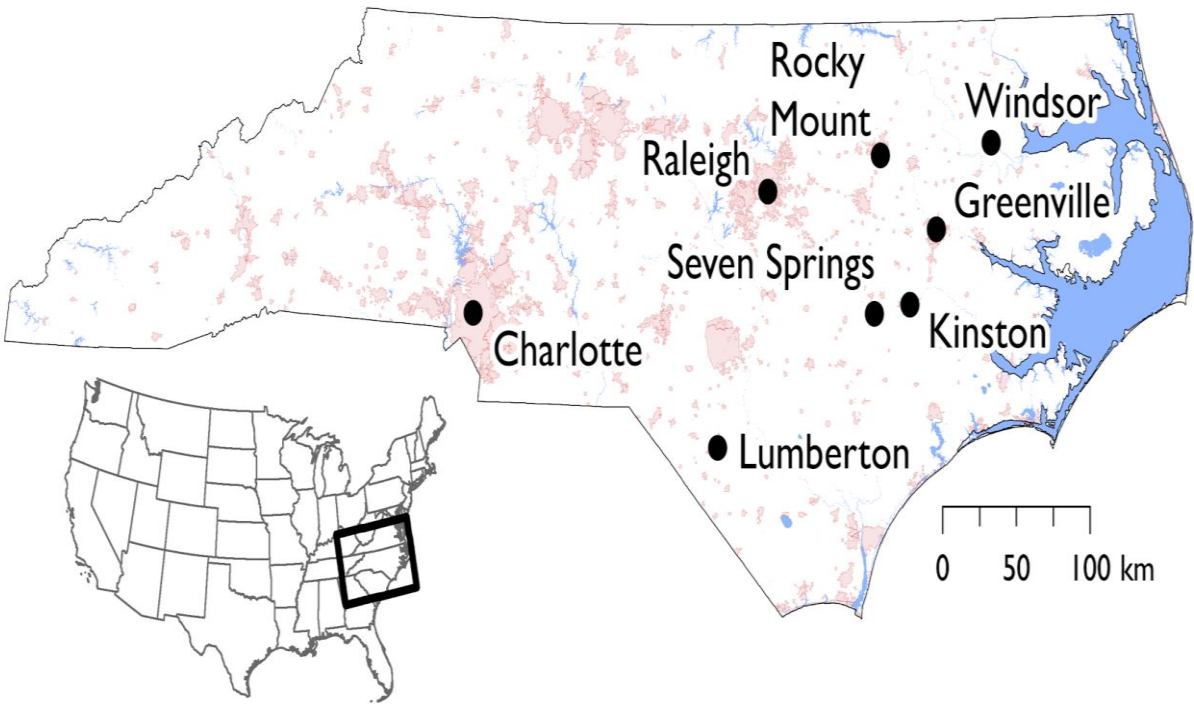 Rocky
Mount
Windsor
Raleigh
Greenville
Seven Springs
Kinston
Charlotte
Lumberton
0 50 100 km